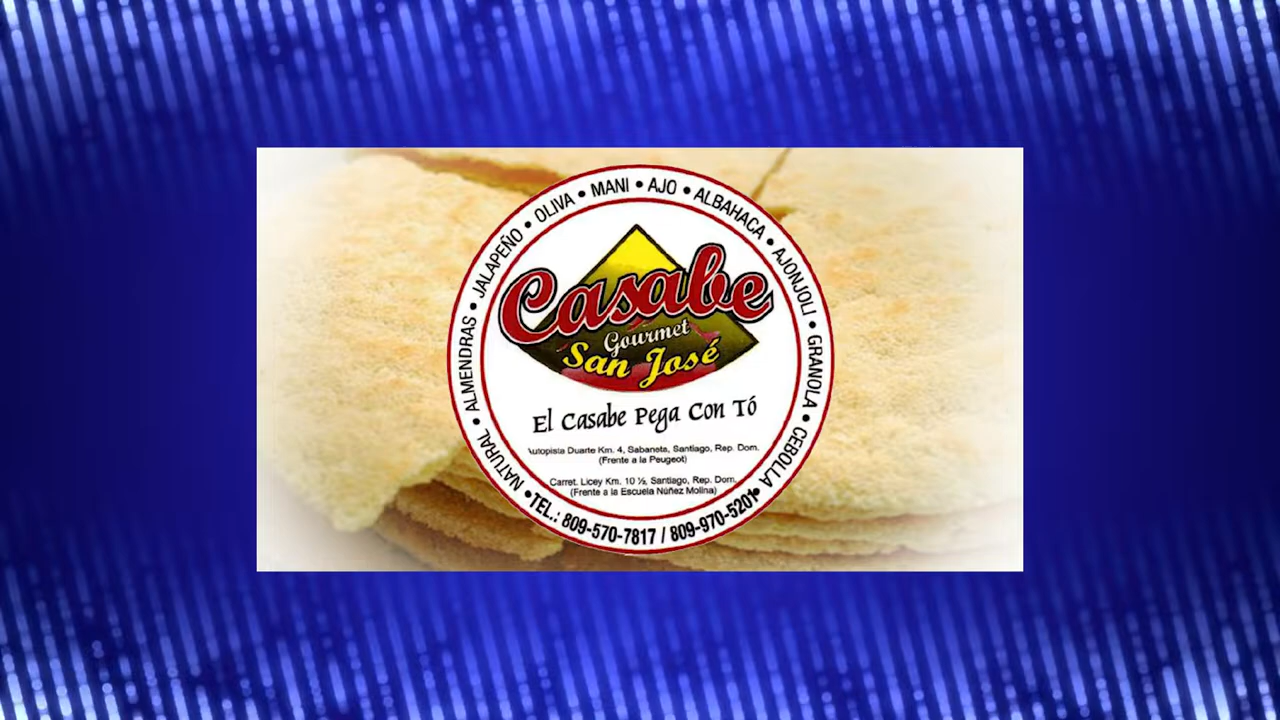 NATURAL • ALMENDRAS • JALAPEÑO • OLIVA • MANI • AJO • ALBAHACA • AJONJOLI • GRANOLA • CEBOLLA
Casabe
Gourmet
San José
El Casabe Pega Con Tó
Autopista Duarte Km. 4, Sabaneta, Santiago, Rep. Dom.
(Frente a la Peugeot)
Carret. Licey Km. 10 ½, Santiago, Rep. Dom.
(Frente a la Escuela Núñez Molina)
• TEL.: 809-570-7817 / 809-970-5201 •